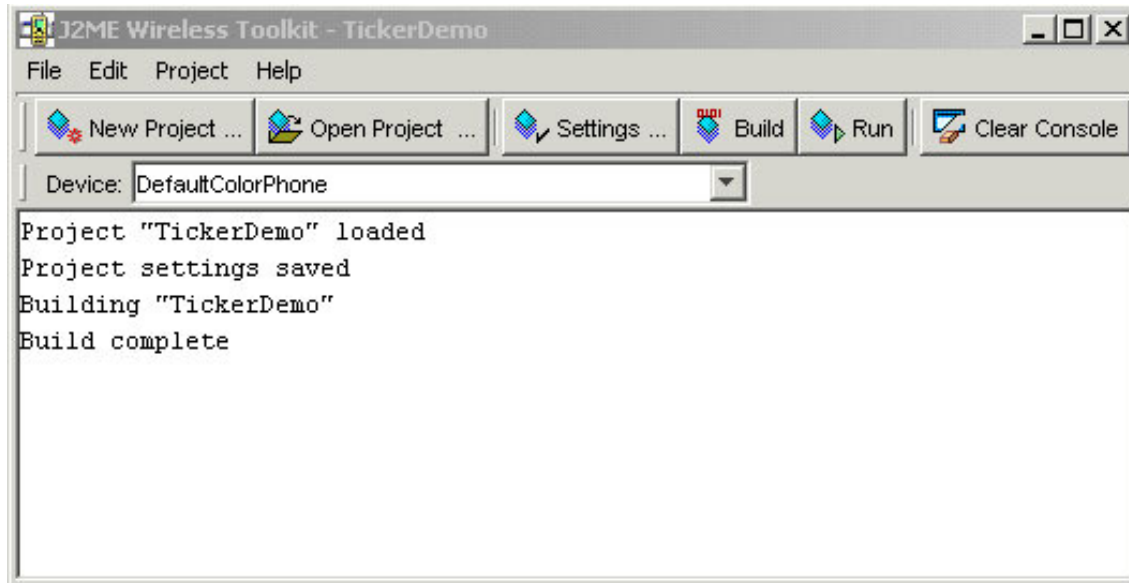 J2ME Wireless Toolkit - TickerDemo
File Edit Project Help
New Project ... Open Project ... Settings ... Build Run Clear Console
Device: DefaultColorPhone
Project "TickerDemo" loaded
Project settings saved
Building "TickerDemo"
Build complete